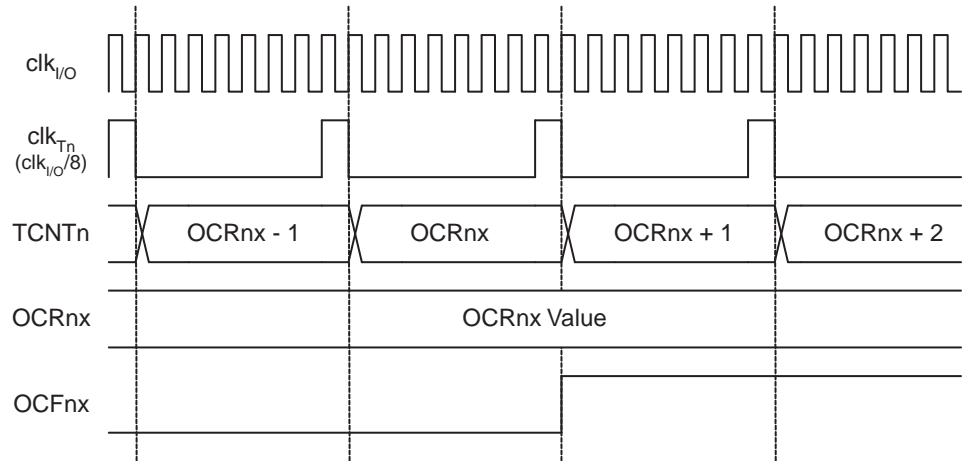 clkI/O
clkTn
(clkI/O/8)
TCNTn
OCRnx - 1
OCRnx
OCRnx + 1
OCRnx + 2
OCRnx
OCRnx Value
OCFnx